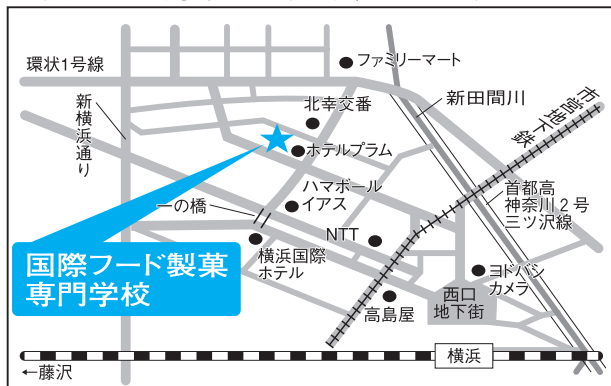 ファミリーマート
環状1号線
北幸交番
新田間川
市営地下鉄
新横浜通り
ホテルプラム
ハマボール
イアス
首都高
神奈川2号
三ツ沢線
一の橋
NTT
国際フード製菓
専門学校
横浜国際
ホテル
ヨドバシ
カメラ
高島屋
西口
地下街
横浜
←藤沢